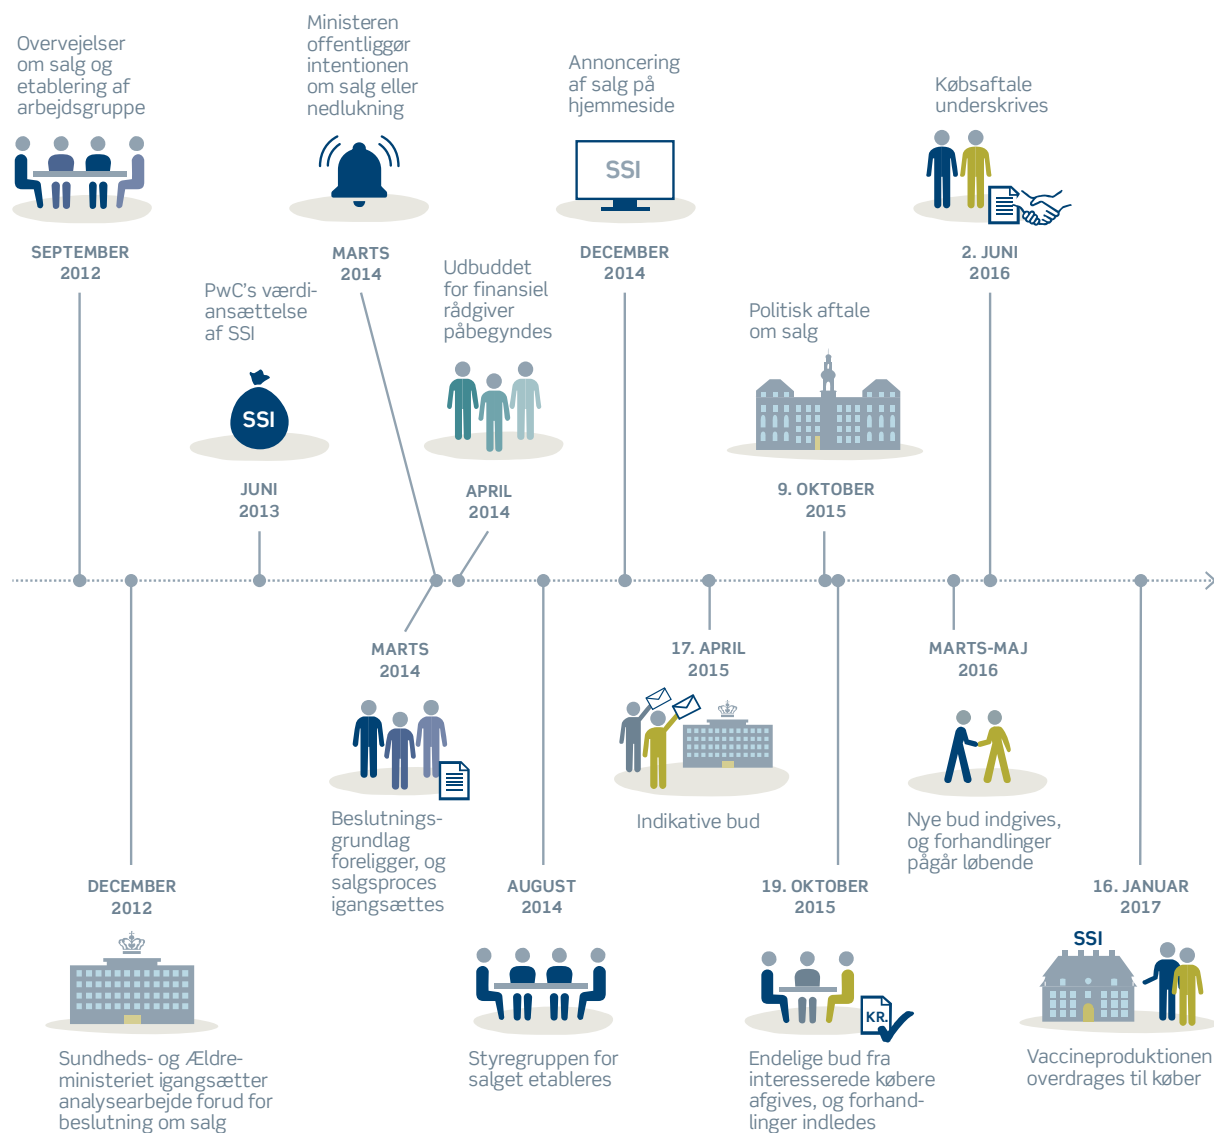 Overvejelser
om salg og
etablering af
arbejdsgruppe
SEPTEMBER
2012
PwC's værdi-
ansættelse
af SSI
SSI
JUNI
2013
Ministeren
offentliggør
intentionen
om salg eller
nedlukning
MARTS
2014
Udbuddet
for finansiel
rådgiver
påbegyndes
APRIL
2014
Annoncering
af salg på
hjemmeside
SSI
DECEMBER
2014
Politisk aftale
om salg
9. OKTOBER
2015
Købsaftale
underskrives
2. JUNI
2016
DECEMBER
2012
Sundheds- og Ældre-
ministeriet igangsætter
analysearbejde forud for
beslutning om salg
MARTS
2014
Beslutnings-
grundlag
foreligger, og
salgsproces
igangsættes
AUGUST
2014
Styregruppen for
salget etableres
17. APRIL
2015
Indikative bud
19. OKTOBER
2015
KR.
Endelige bud fra
interesserede købere
afgives, og forhand-
linger indledes
MARTS-MAJ
2016
Nye bud indgives,
og forhandlinger
pågår løbende
16. JANUAR
2017
SSI
Vaccineproduktionen
overdrages til køber